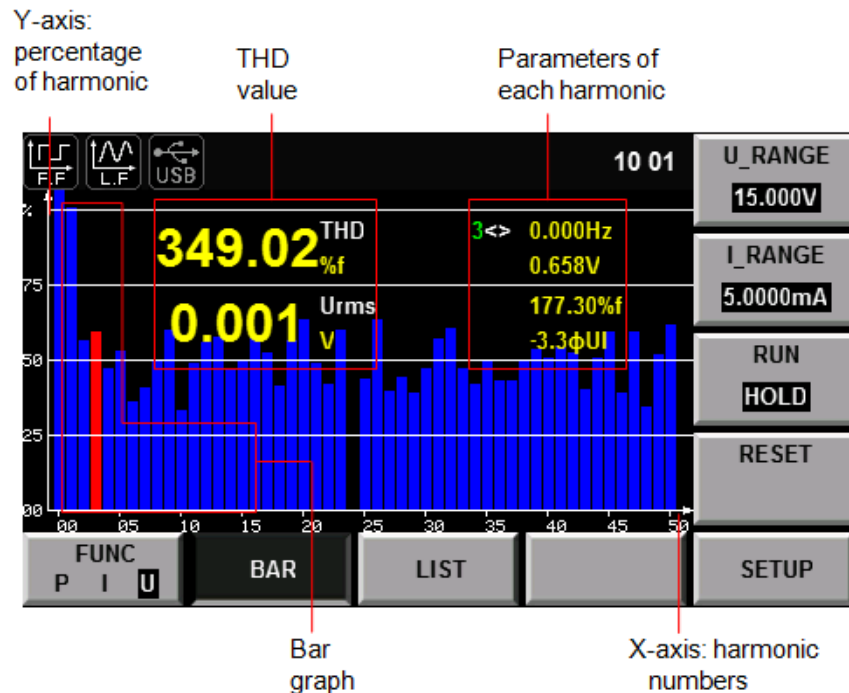 Y-axis:
percentage
of harmonic
THD
value
Parameters of
each harmonic
F.F
L.F
USB
10 01
%
75
50
25
00
349.02 THD
%f
0.001 Urms
V
3<> 0.000Hz
0.658V
177.30%f
-3.3ϕUI
00 05 10 15 20 25 30 35 40 45 50
U_RANGE
15.000V
I_RANGE
5.0000mA
RUN
HOLD
RESET
FUNC
P I U
BAR
LIST
SETUP
Bar
graph
X-axis: harmonic
numbers